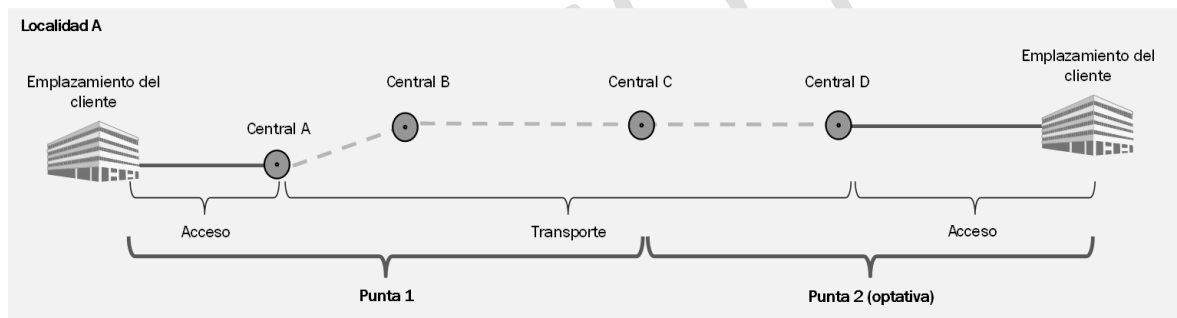 Localidad A
Emplazamiento del
cliente
Central A
Central B
Central C
Central D
Emplazamiento del
cliente
Acceso
Transporte
Acceso
Punta 1
Punta 2 (optativa)